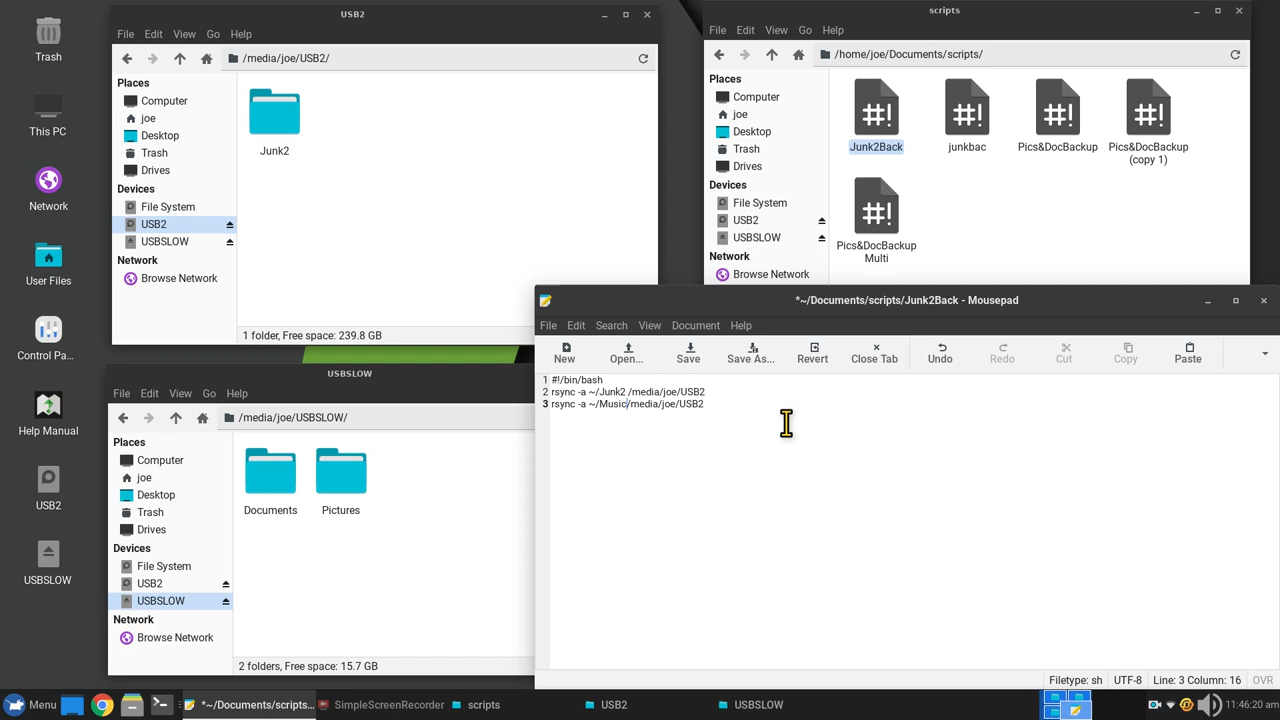 Trash
This PC
Network
User Files
Control Pa...
Help Manual
USB2
USBSLOW
USB2
File Edit View Go Help
/media/joe/USB2/
Places
Computer
joe
Desktop
Trash
Drives
Devices
File System
USB2
USBSLOW
Network
Browse Network
Junk2
1 folder, Free space: 239.8 GB
scripts
File Edit View Go Help
/home/joe/Documents/scripts/
Places
Computer
joe
Desktop
Trash
Drives
Devices
File System
USB2
USBSLOW
Network
Browse Network
#! #! #! #!
Junk2Back junkbac Pics&DocBackup Pics&DocBackup
(copy 1)
#!
Pics&DocBackup
Multi
USBSLOW
File Edit View Go Help
/media/joe/USBSLOW/
Places
Computer
joe
Desktop
Trash
Drives
Devices
File System
USB2
USBSLOW
Network
Browse Network
Documents Pictures
2 folders, Free space: 15.7 GB
*~/Documents/scripts/Junk2Back - Mousepad
File Edit Search View Document Help
New Open... Save Save As... Revert Close Tab Undo Redo Cut Copy Paste
1 #!/bin/bash
2 rsync -a ~/Junk2 /media/joe/USB2
3 rsync -a ~/Music/media/joe/USB2
Filetype: sh UTF-8 Line: 3 Column: 16 OVR
Menu *~/Documents/scripts... SimpleScreenRecorder scripts USB2 USBSLOW 11:46:20 am